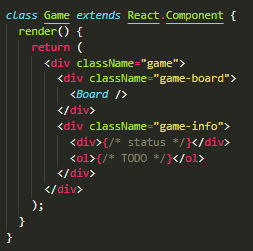 class Game extends React.Component {
  render() {
    return (
      <div className="game">
        <div className="game-board">
          <Board />
        </div>
        <div className="game-info">
          <div>{/* status */}</div>
          <ol>{/* TODO */}</ol>
        </div>
      </div>
    );
  }
}